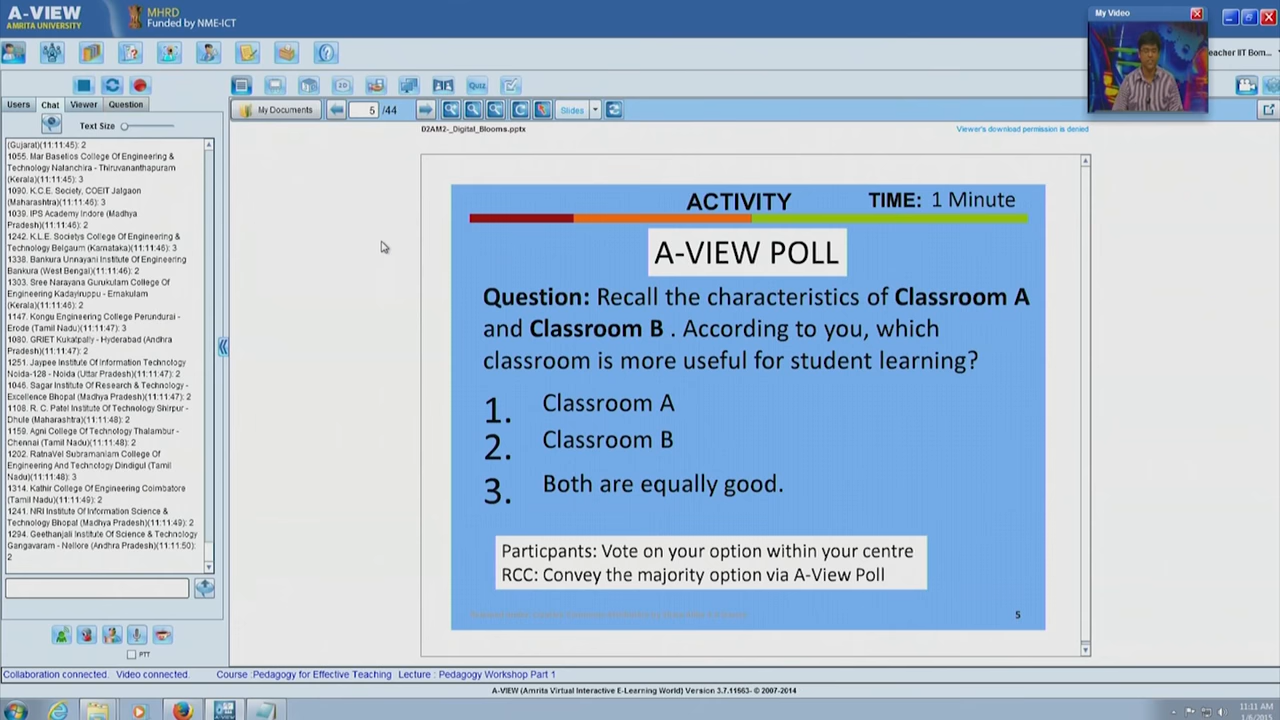 A-VIEW
AMRITA UNIVERSITY
MHRD
Funded by NME-ICT
My Video
eacher IIT Bom...
Users Chat Viewer Question
Text Size
My Documents 5 /44 Slides
2D Quiz
D2AM2-_Digital_Blooms.pptx
Viewer's download permission is denied
(Gujarat)(11:11:45): 2
1055. Mar Baselios College Of Engineering &
Technology Nalanchira - Thiruvananthapuram
(Kerala)(11:11:45): 3
1090. K.C.E. Society, COEIT Jalgaon
(Maharashtra)(11:11:46): 3
1039. IPS Academy Indore (Madhya
Pradesh)(11:11:46): 2
1242. K.L.E. Societys College Of Engineering &
Technology Belgaum (Karnataka)(11:11:46): 3
1338. Bankura Unnayani Institute Of Engineering
Bankura (West Bengal)(11:11:46): 2
1303. Sree Narayana Gurukulam College Of
Engineering Kadayiruppu - Ernakulam
(Kerala)(11:11:46): 2
1147. Kongu Engineering College Perundurai -
Erode (Tamil Nadu)(11:11:47): 3
1080. GRIET Kukatpally - Hyderabad (Andhra
Pradesh)(11:11:47): 2
1251. Jaypee Institute Of Information Technology
Noida-128 - Noida (Uttar Pradesh)(11:11:47): 2
1046. Sagar Institute Of Research & Technology -
Excellence Bhopal (Madhya Pradesh)(11:11:47): 2
1108. R. C. Patel Institute Of Technology Shirpur -
Dhule (Maharashtra)(11:11:48): 2
1159. Agni College Of Technology Thalambur -
Chennai (Tamil Nadu)(11:11:48): 2
1202. RatnaVel Subramaniam College Of
Engineering And Technology Dindigul (Tamil
Nadu)(11:11:48): 3
1314. Kathir College Of Engineering Coimbatore
(Tamil Nadu)(11:11:49): 2
1241. NRI Institute Of Information Science &
Technology Bhopal (Madhya Pradesh)(11:11:49): 2
1294. Geethanjali Institute Of Science & Technology
Gangavaram - Nellore (Andhra Pradesh)(11:11:50):
2
PTT
ACTIVITY TIME: 1 Minute
A-VIEW POLL
Question: Recall the characteristics of Classroom A
and Classroom B . According to you, which
classroom is more useful for student learning?
1. Classroom A
2. Classroom B
3. Both are equally good.
Particpants: Vote on your option within your centre
RCC: Convey the majority option via A-View Poll
5
Collaboration connected. Video connected. Course :Pedagogy for Effective Teaching Lecture : Pedagogy Workshop Part 1
A-VIEW (Amrita Virtual Interactive E-Learning World) Version 3.7.11563- © 2007-2014
11:11 AM
1/6/2015